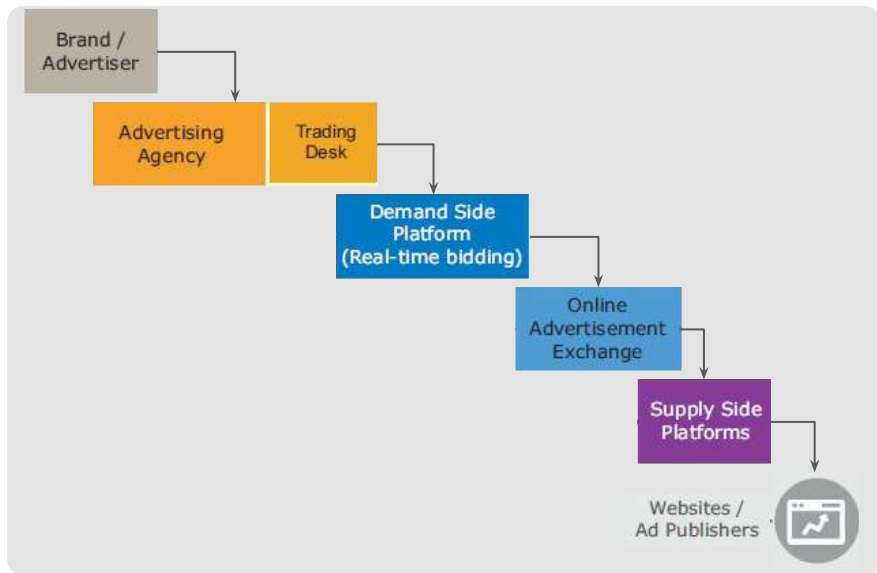 Brand /
Advertiser
Advertising
Agency
Trading
Desk
Demand Side
Platform
(Real-time bidding)
Online
Advertisement
Exchange
Supply Side
Platforms
Websites /
Ad Publishers